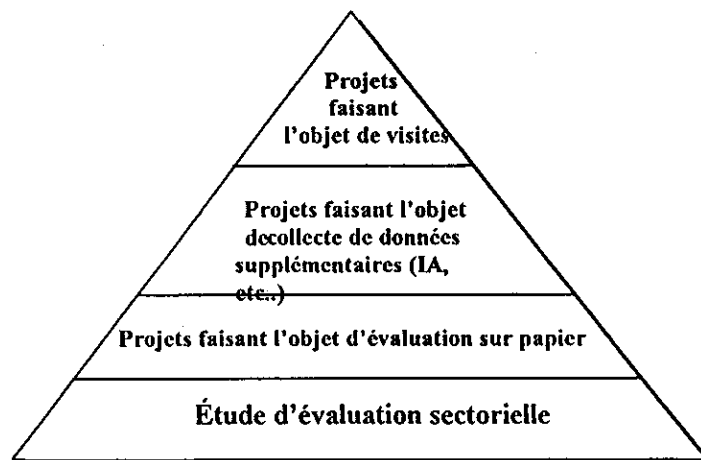 Projets
faisant
l'objet de visites
Projets faisant l'objet
decollecte de données
supplémentaires (IA,
etc..)
Projets faisant l'objet d'évaluation sur papier
Étude d'évaluation sectorielle